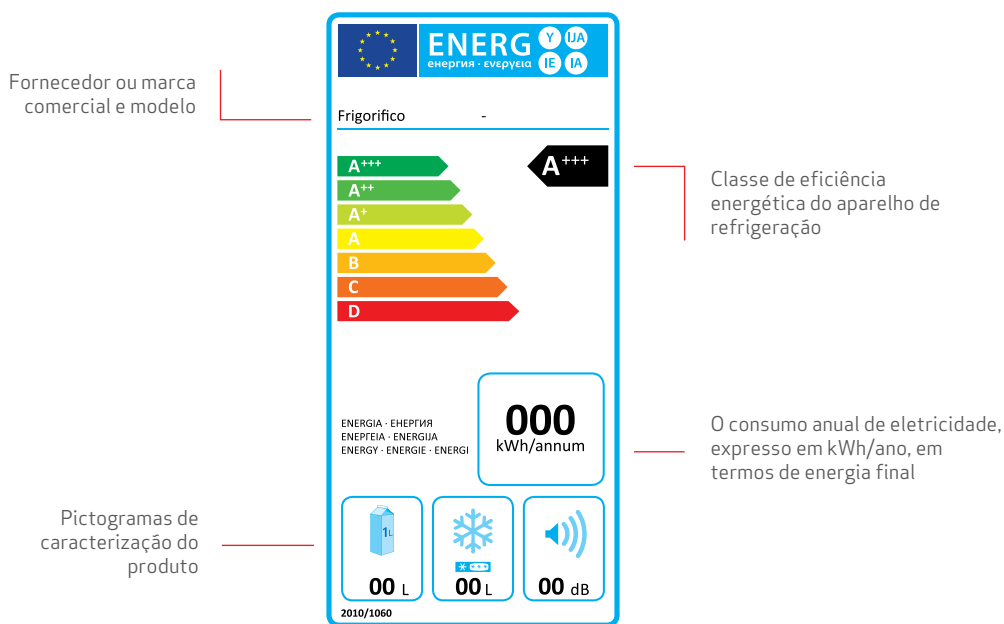 ENERG
енергия · ενεργεια
Y IJA
IE IA
Fornecedor ou marca
comercial e modelo
Frigorifico -
A+++
A++
A+
A
B
C
D
A+++
Classe de eficiência
energética do aparelho de
refrigeração
ENERGIA · ЕНЕРГИЯ
ΕΝΕΡΓΕΙΑ · ENERGIJA
ENERGY · ENERGIE · ENERGI
000
kWh/annum
O consumo anual de eletricidade,
expresso em kWh/ano, em
termos de energia final
Pictogramas de
caracterização do
produto
1L
00 L
00 L
00 dB
2010/1060